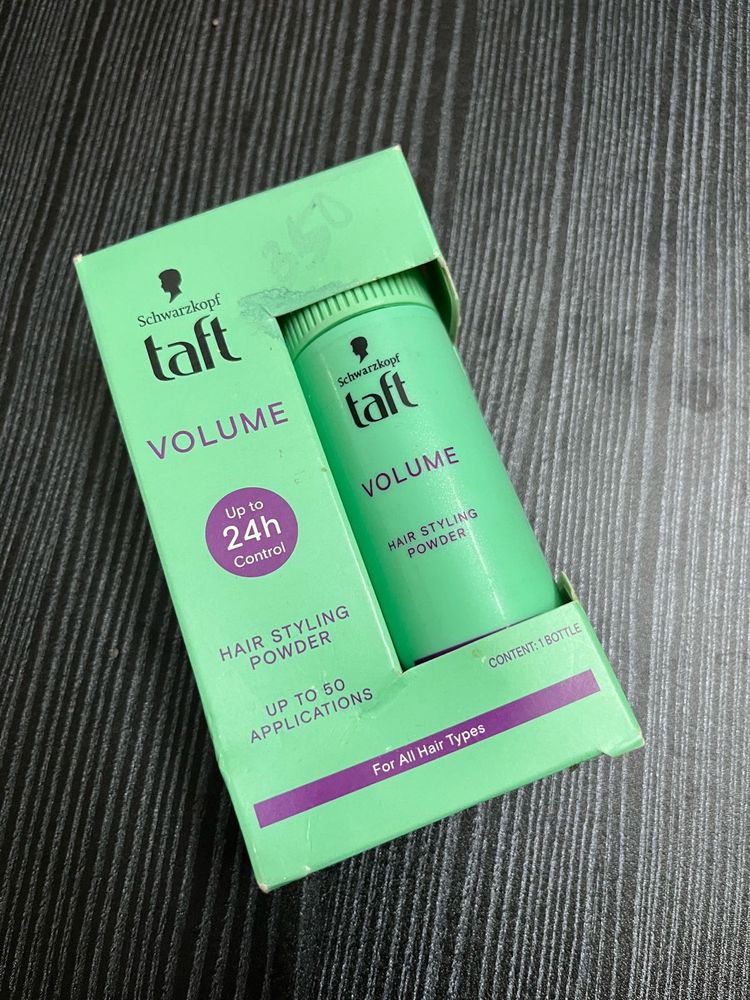 Schwarzkopf
taft
VOLUME
Up to
24h
Control
HAIR STYLING
POWDER
UP TO 50
APPLICATIONS
For All Hair Types
CONTENT: 1 BOTTLE
Schwarzkopf
taft
VOLUME
HAIR STYLING
POWDER